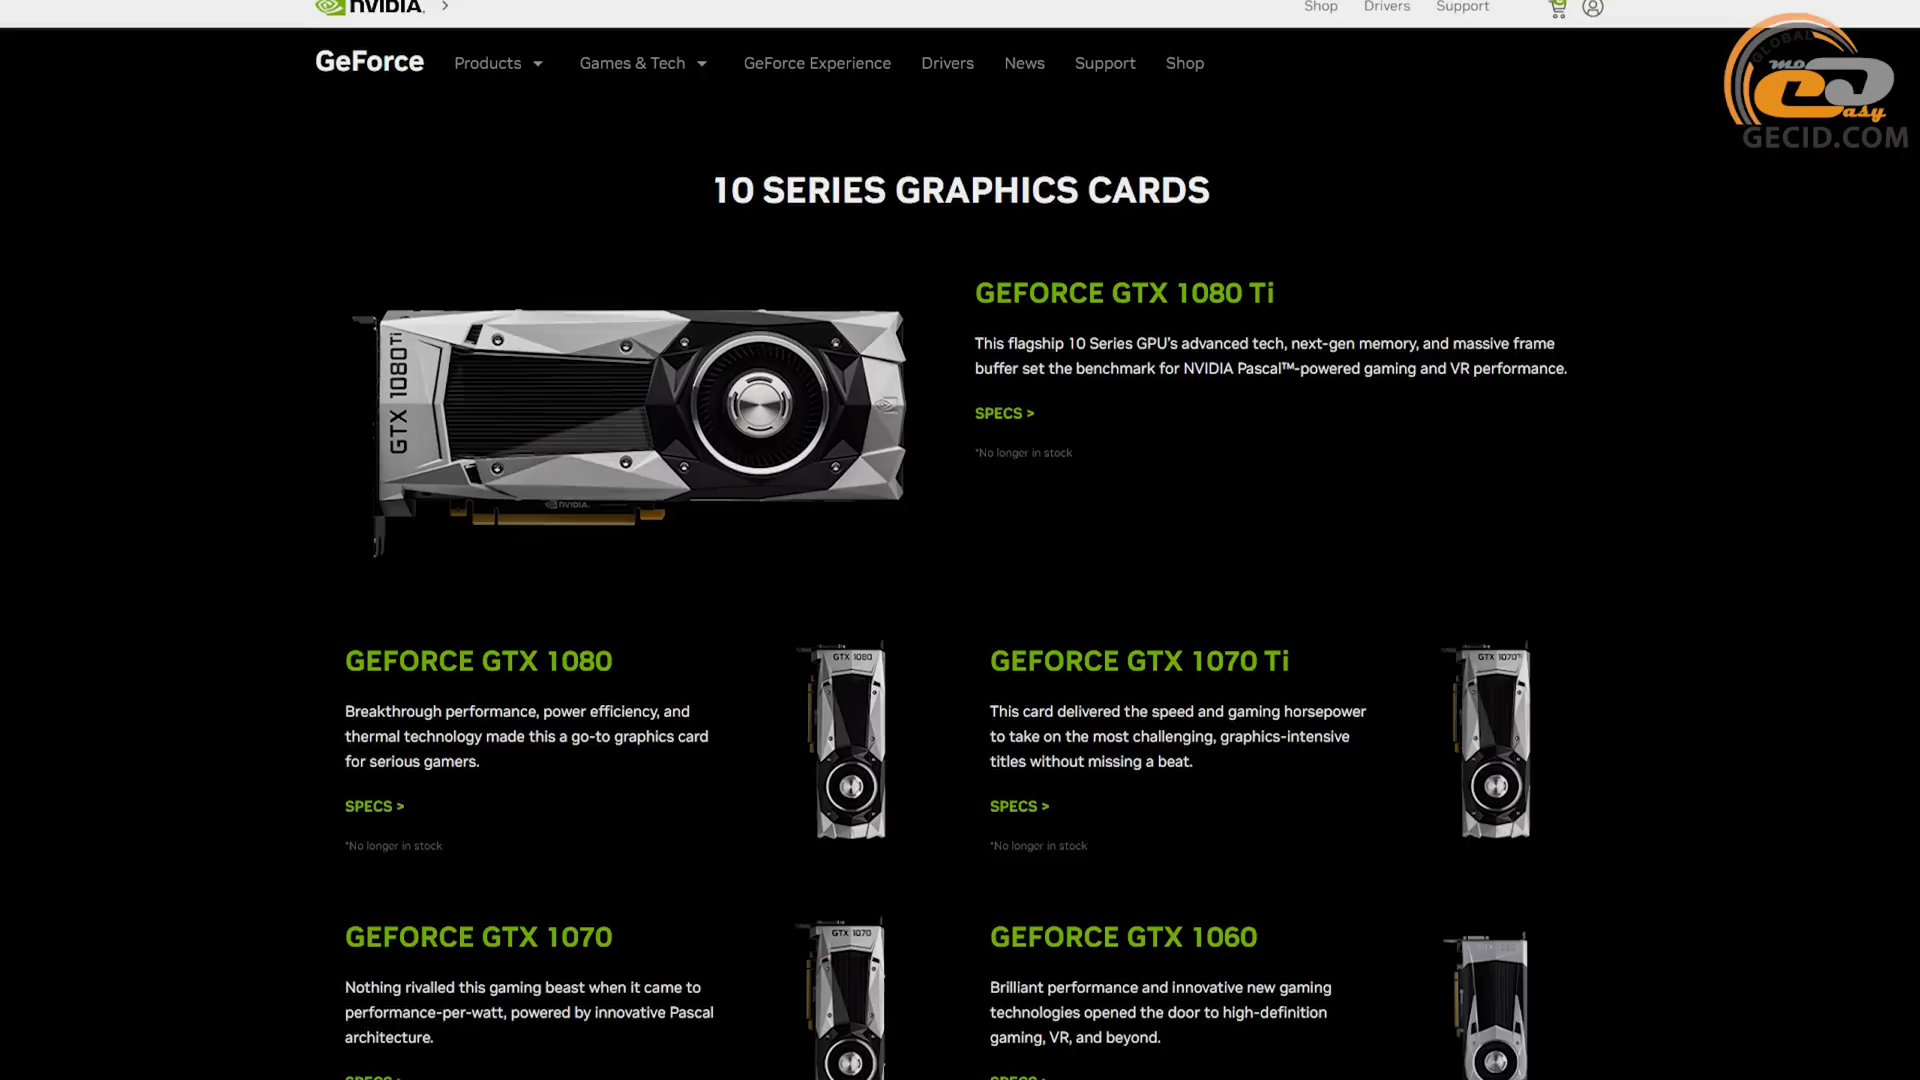 NVIDIA.
Shop Drivers Support
GeForce Products Games & Tech GeForce Experience Drivers News Support Shop
GLOBAL
easy
GECID.COM
10 SERIES GRAPHICS CARDS
GTX 1080 Ti
NVIDIA.
GEFORCE GTX 1080 Ti
This flagship 10 Series GPU's advanced tech, next-gen memory, and massive frame
buffer set the benchmark for NVIDIA Pascal™-powered gaming and VR performance.
SPECS >
*No longer in stock
GEFORCE GTX 1080
Breakthrough performance, power efficiency, and
thermal technology made this a go-to graphics card
for serious gamers.
SPECS >
*No longer in stock
GTX 1080
GEFORCE GTX 1070 Ti
This card delivered the speed and gaming horsepower
to take on the most challenging, graphics-intensive
titles without missing a beat.
SPECS >
*No longer in stock
GTX 1070
GEFORCE GTX 1070
Nothing rivalled this gaming beast when it came to
performance-per-watt, powered by innovative Pascal
architecture.
SPECS >
GTX 1070
GEFORCE GTX 1060
Brilliant performance and innovative new gaming
technologies opened the door to high-definition
gaming, VR, and beyond.
SPECS >